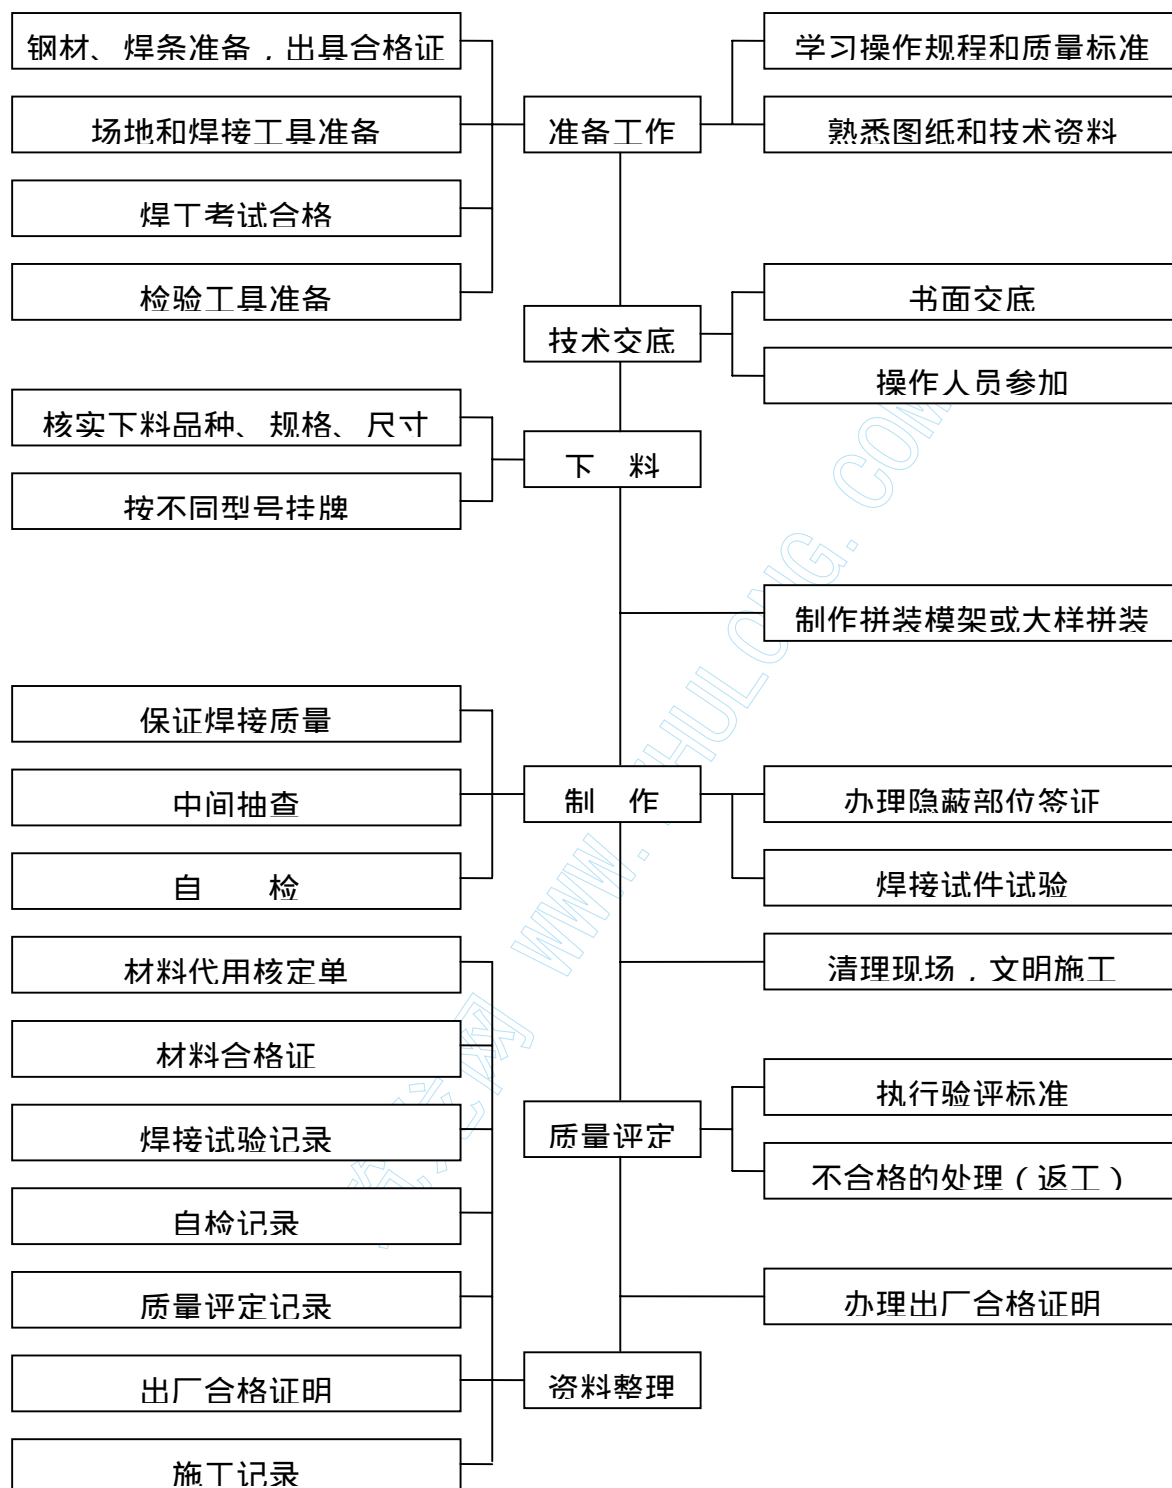 钢材、焊条准备，出具合格证
学习操作规程和质量标准
场地和焊接工具准备
准备工作
熟悉图纸和技术资料
焊工考试合格
检验工具准备
书面交底
技术交底
操作人员参加
核实下料品种、规格、尺寸
下 料
按不同型号挂牌
制作拼装模架或大样拼装
保证焊接质量
中间抽查
制 作
办理隐蔽部位签证
自 检
焊接试件试验
材料代用核定单
清理现场，文明施工
材料合格证
执行验评标准
焊接试验记录
质量评定
不合格的处理（返工）
自检记录
质量评定记录
办理出厂合格证明
出厂合格证明
资料整理
施工记录